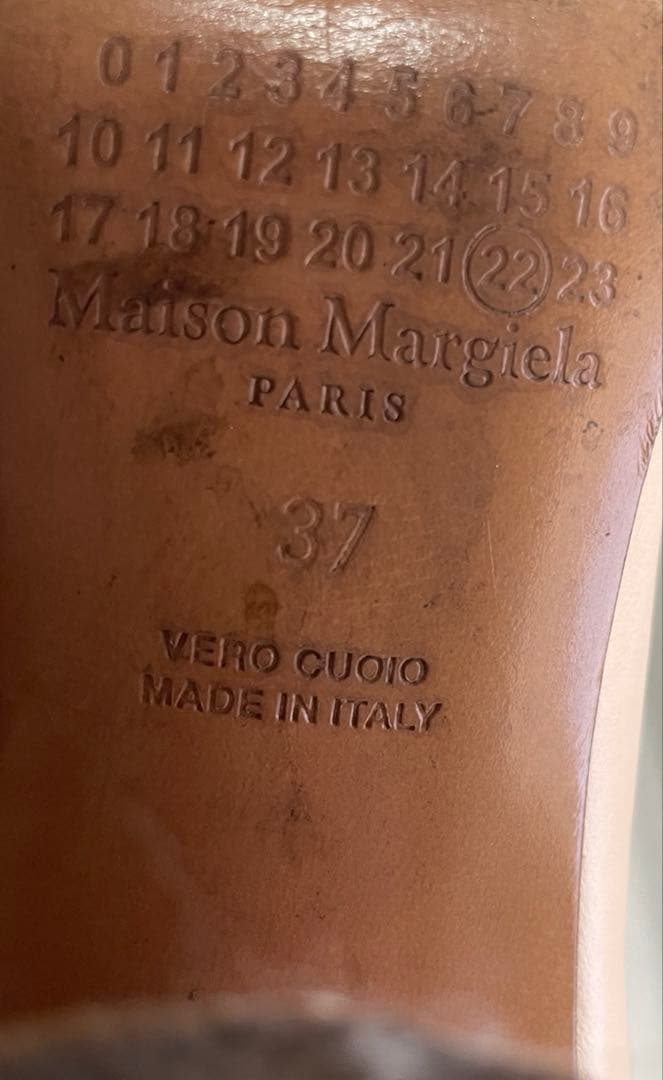 0 1 2 3 4 5 6 7 8 9
10 11 12 13 14 15 16
17 18 19 20 21 22 23
Maison Margiela
PARIS
37
VERO CUOIO
MADE IN ITALY